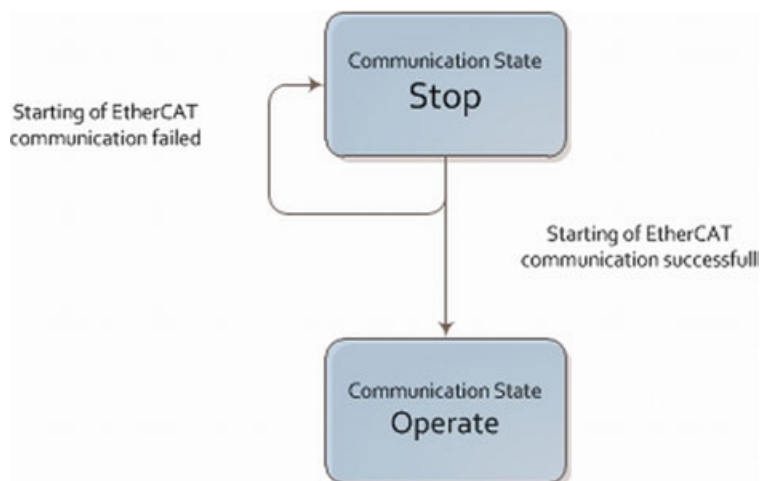 Communication State
Stop
Starting of EtherCAT
communication failed
Starting of EtherCAT
communication successfull
Communication State
Operate